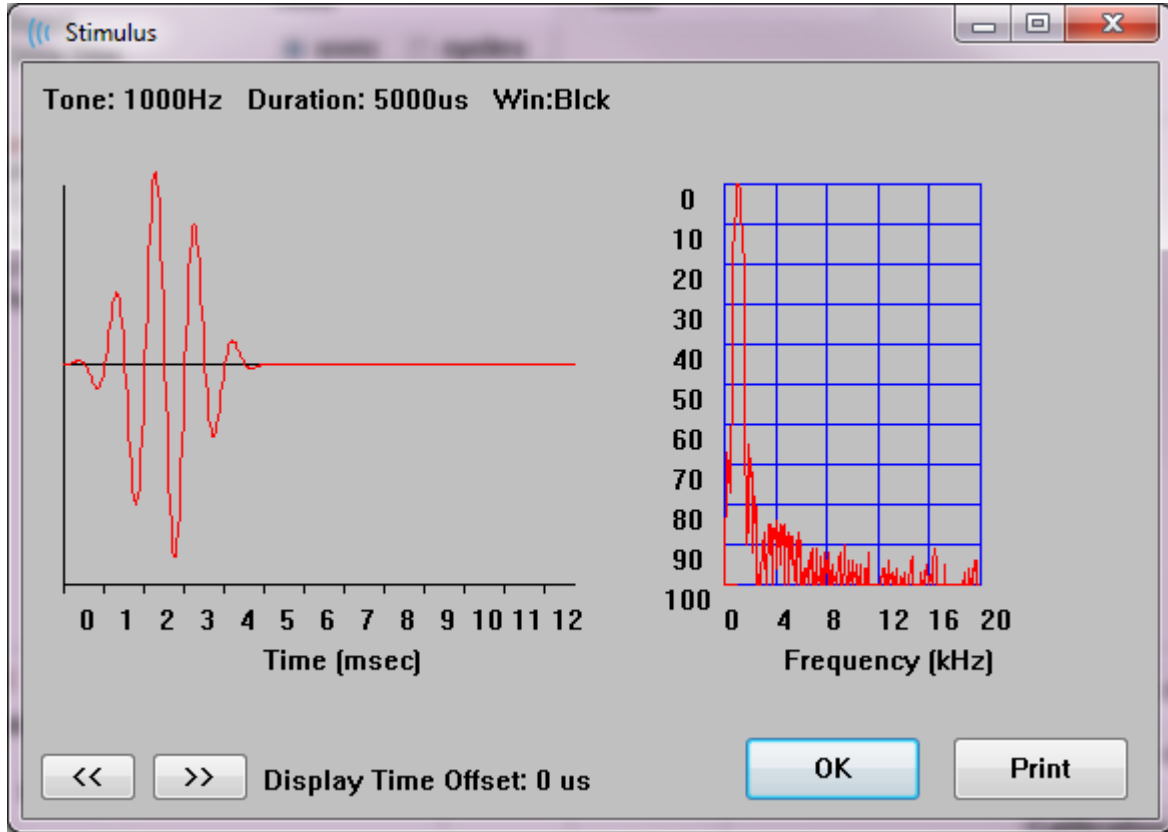 Stimulus
Tone: 1000Hz Duration: 5000us Win:Blck
0 1 2 3 4 5 6 7 8 9 10 11 12
Time (msec)
0
10
20
30
40
50
60
70
80
90
100
0 4 8 12 16 20
Frequency (kHz)
<< >> Display Time Offset: 0 us
OK Print